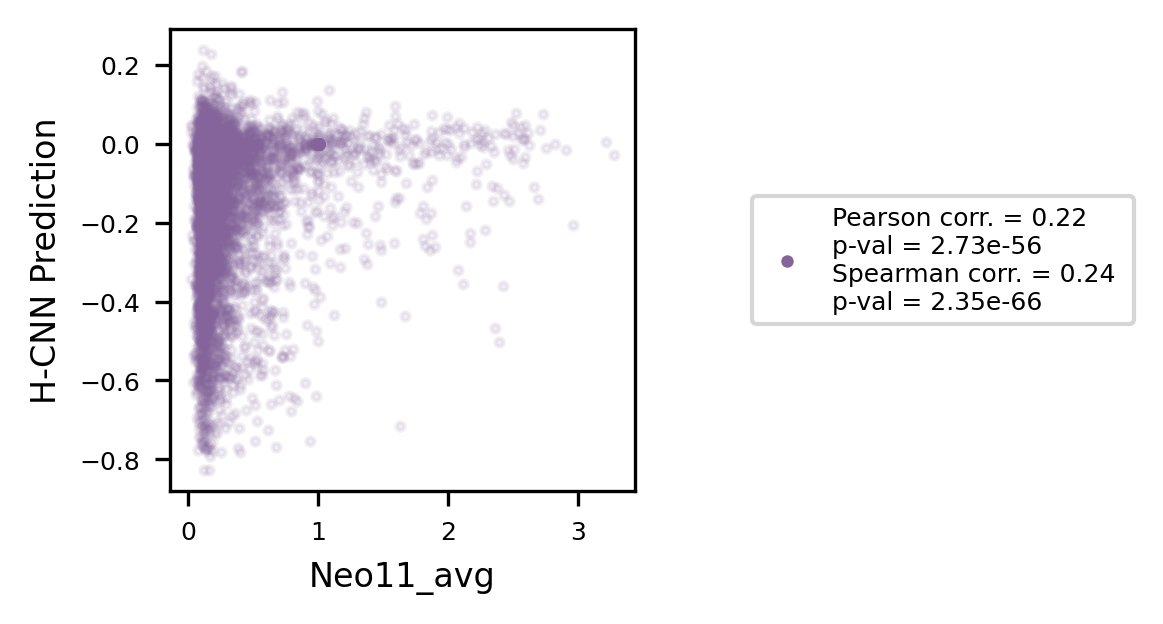 0.2
0.0
−0.2
−0.4
−0.6
−0.8
H-CNN Prediction
0
1
2
3
Neo11_avg
Pearson corr. = 0.22
p-val = 2.73e-56
Spearman corr. = 0.24
p-val = 2.35e-66